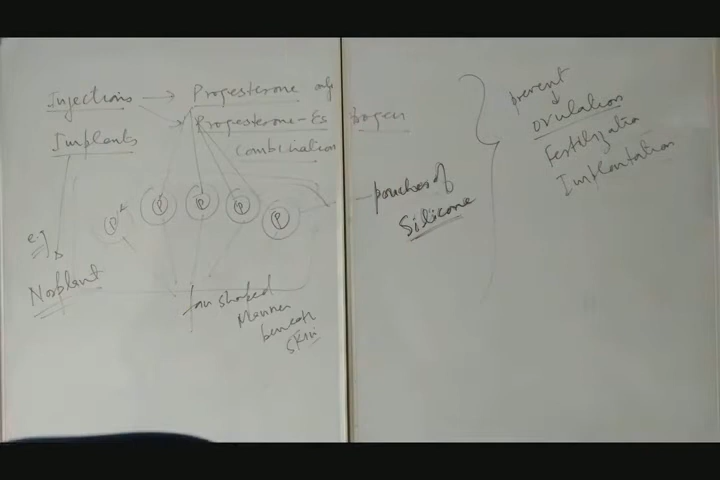 Injections → Progesterone only
Implants
Progesterone-Estrogen
Combination
P P P P P
pouches of
Silicone
e.g.
Norplant
fan shaped
Manner
beneath
skin
prevent
↓
ovulation
Fertilization
Implantation